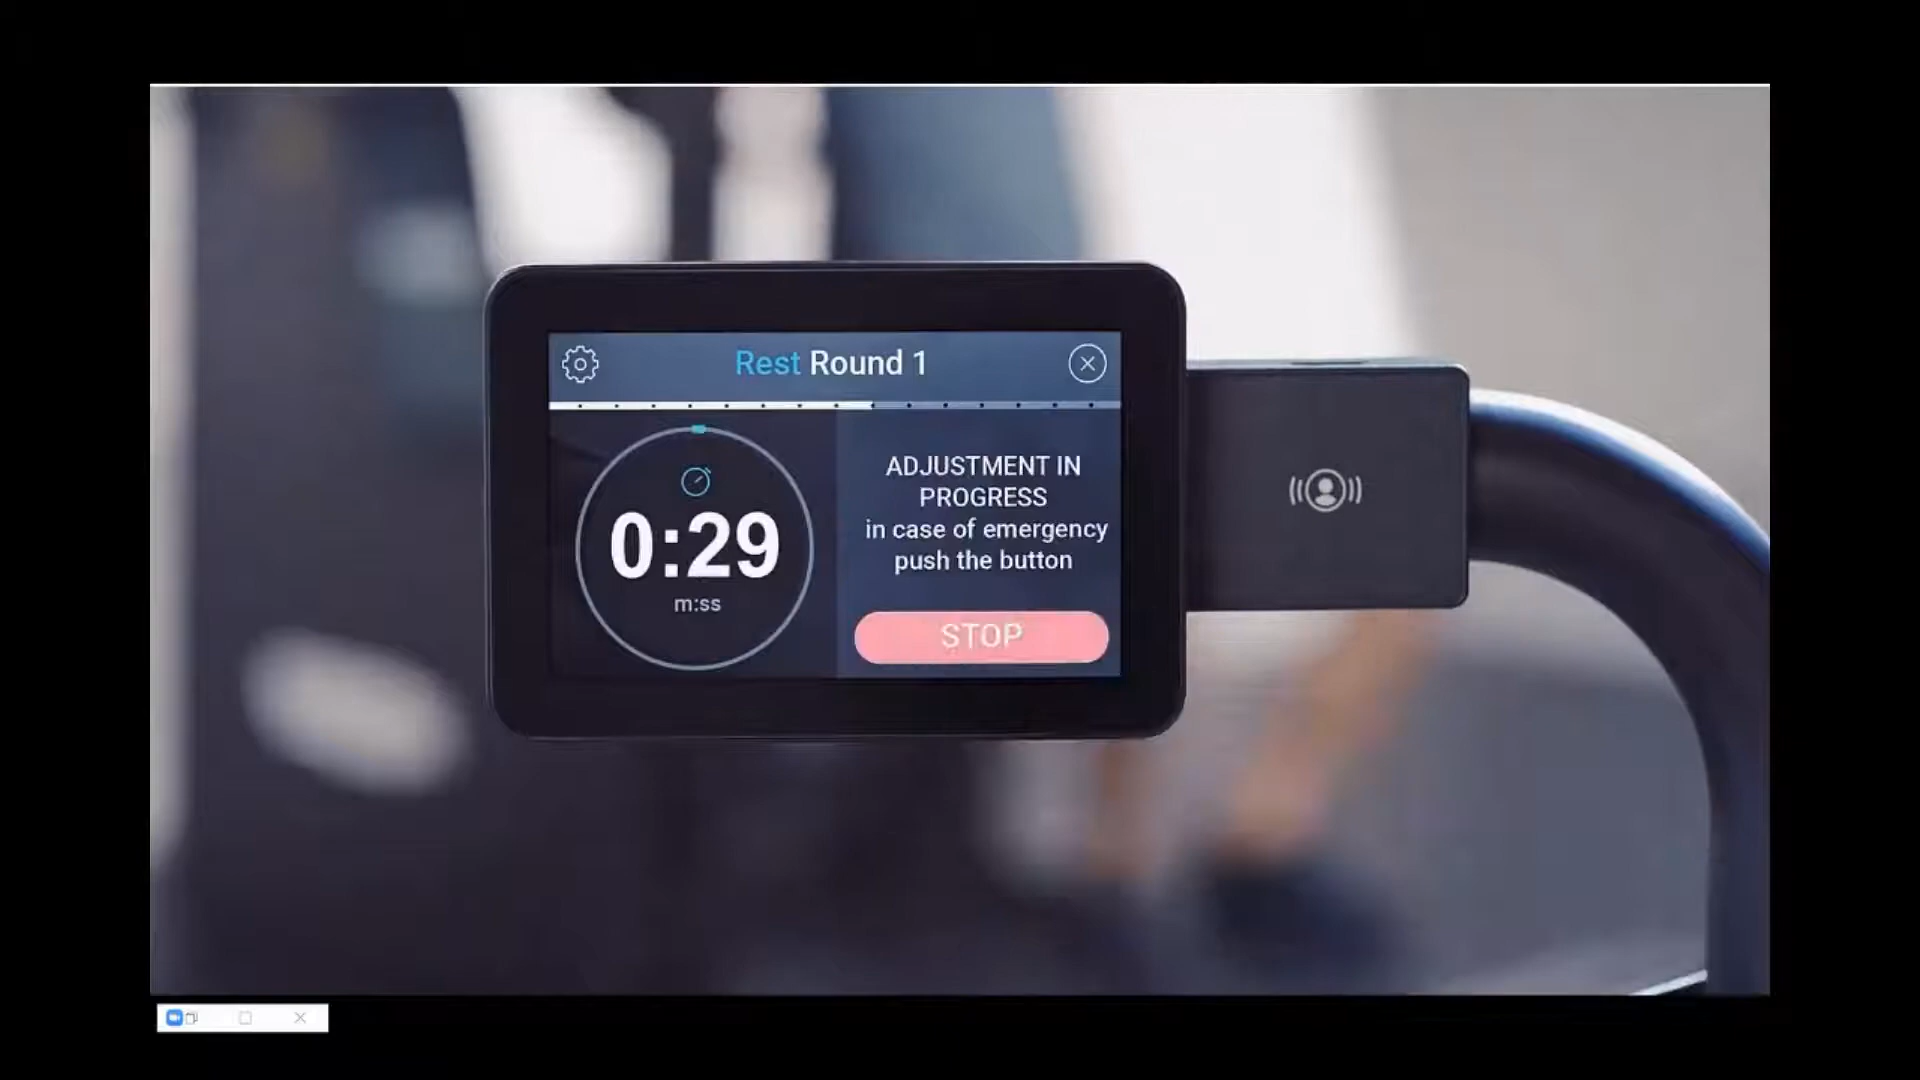 Rest Round 1
0:29
m:ss
ADJUSTMENT IN
PROGRESS
in case of emergency
push the button
STOP